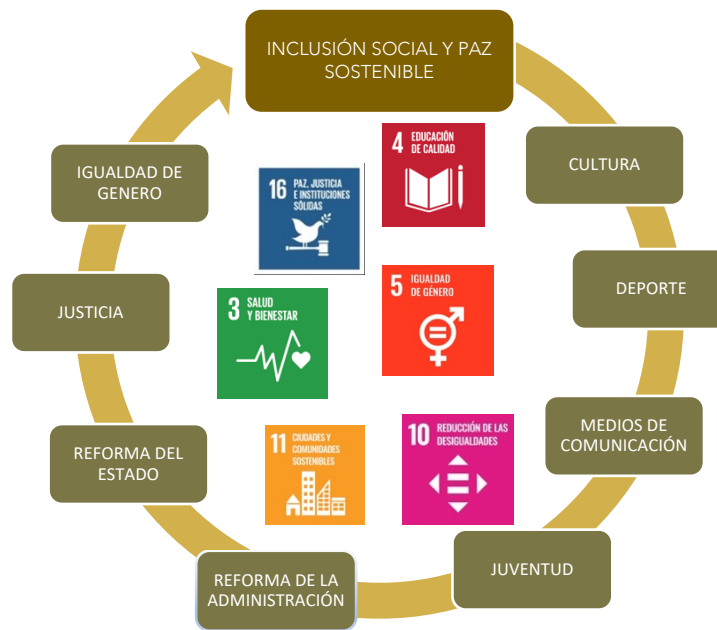 INCLUSIÓN SOCIAL Y PAZ
SOSTENIBLE
CULTURA
DEPORTE
MEDIOS DE
COMUNICACIÓN
JUVENTUD
REFORMA DE LA
ADMINISTRACIÓN
REFORMA DEL
ESTADO
JUSTICIA
IGUALDAD DE
GENERO
4 EDUCACIÓN
DE CALIDAD
16 PAZ, JUSTICIA
E INSTITUCIONES
SÓLIDAS
5 IGUALDAD
DE GÉNERO
3 SALUD
Y BIENESTAR
10 REDUCCIÓN DE LAS
DESIGUALDADES
11 CIUDADES Y
COMUNIDADES
SOSTENIBLES